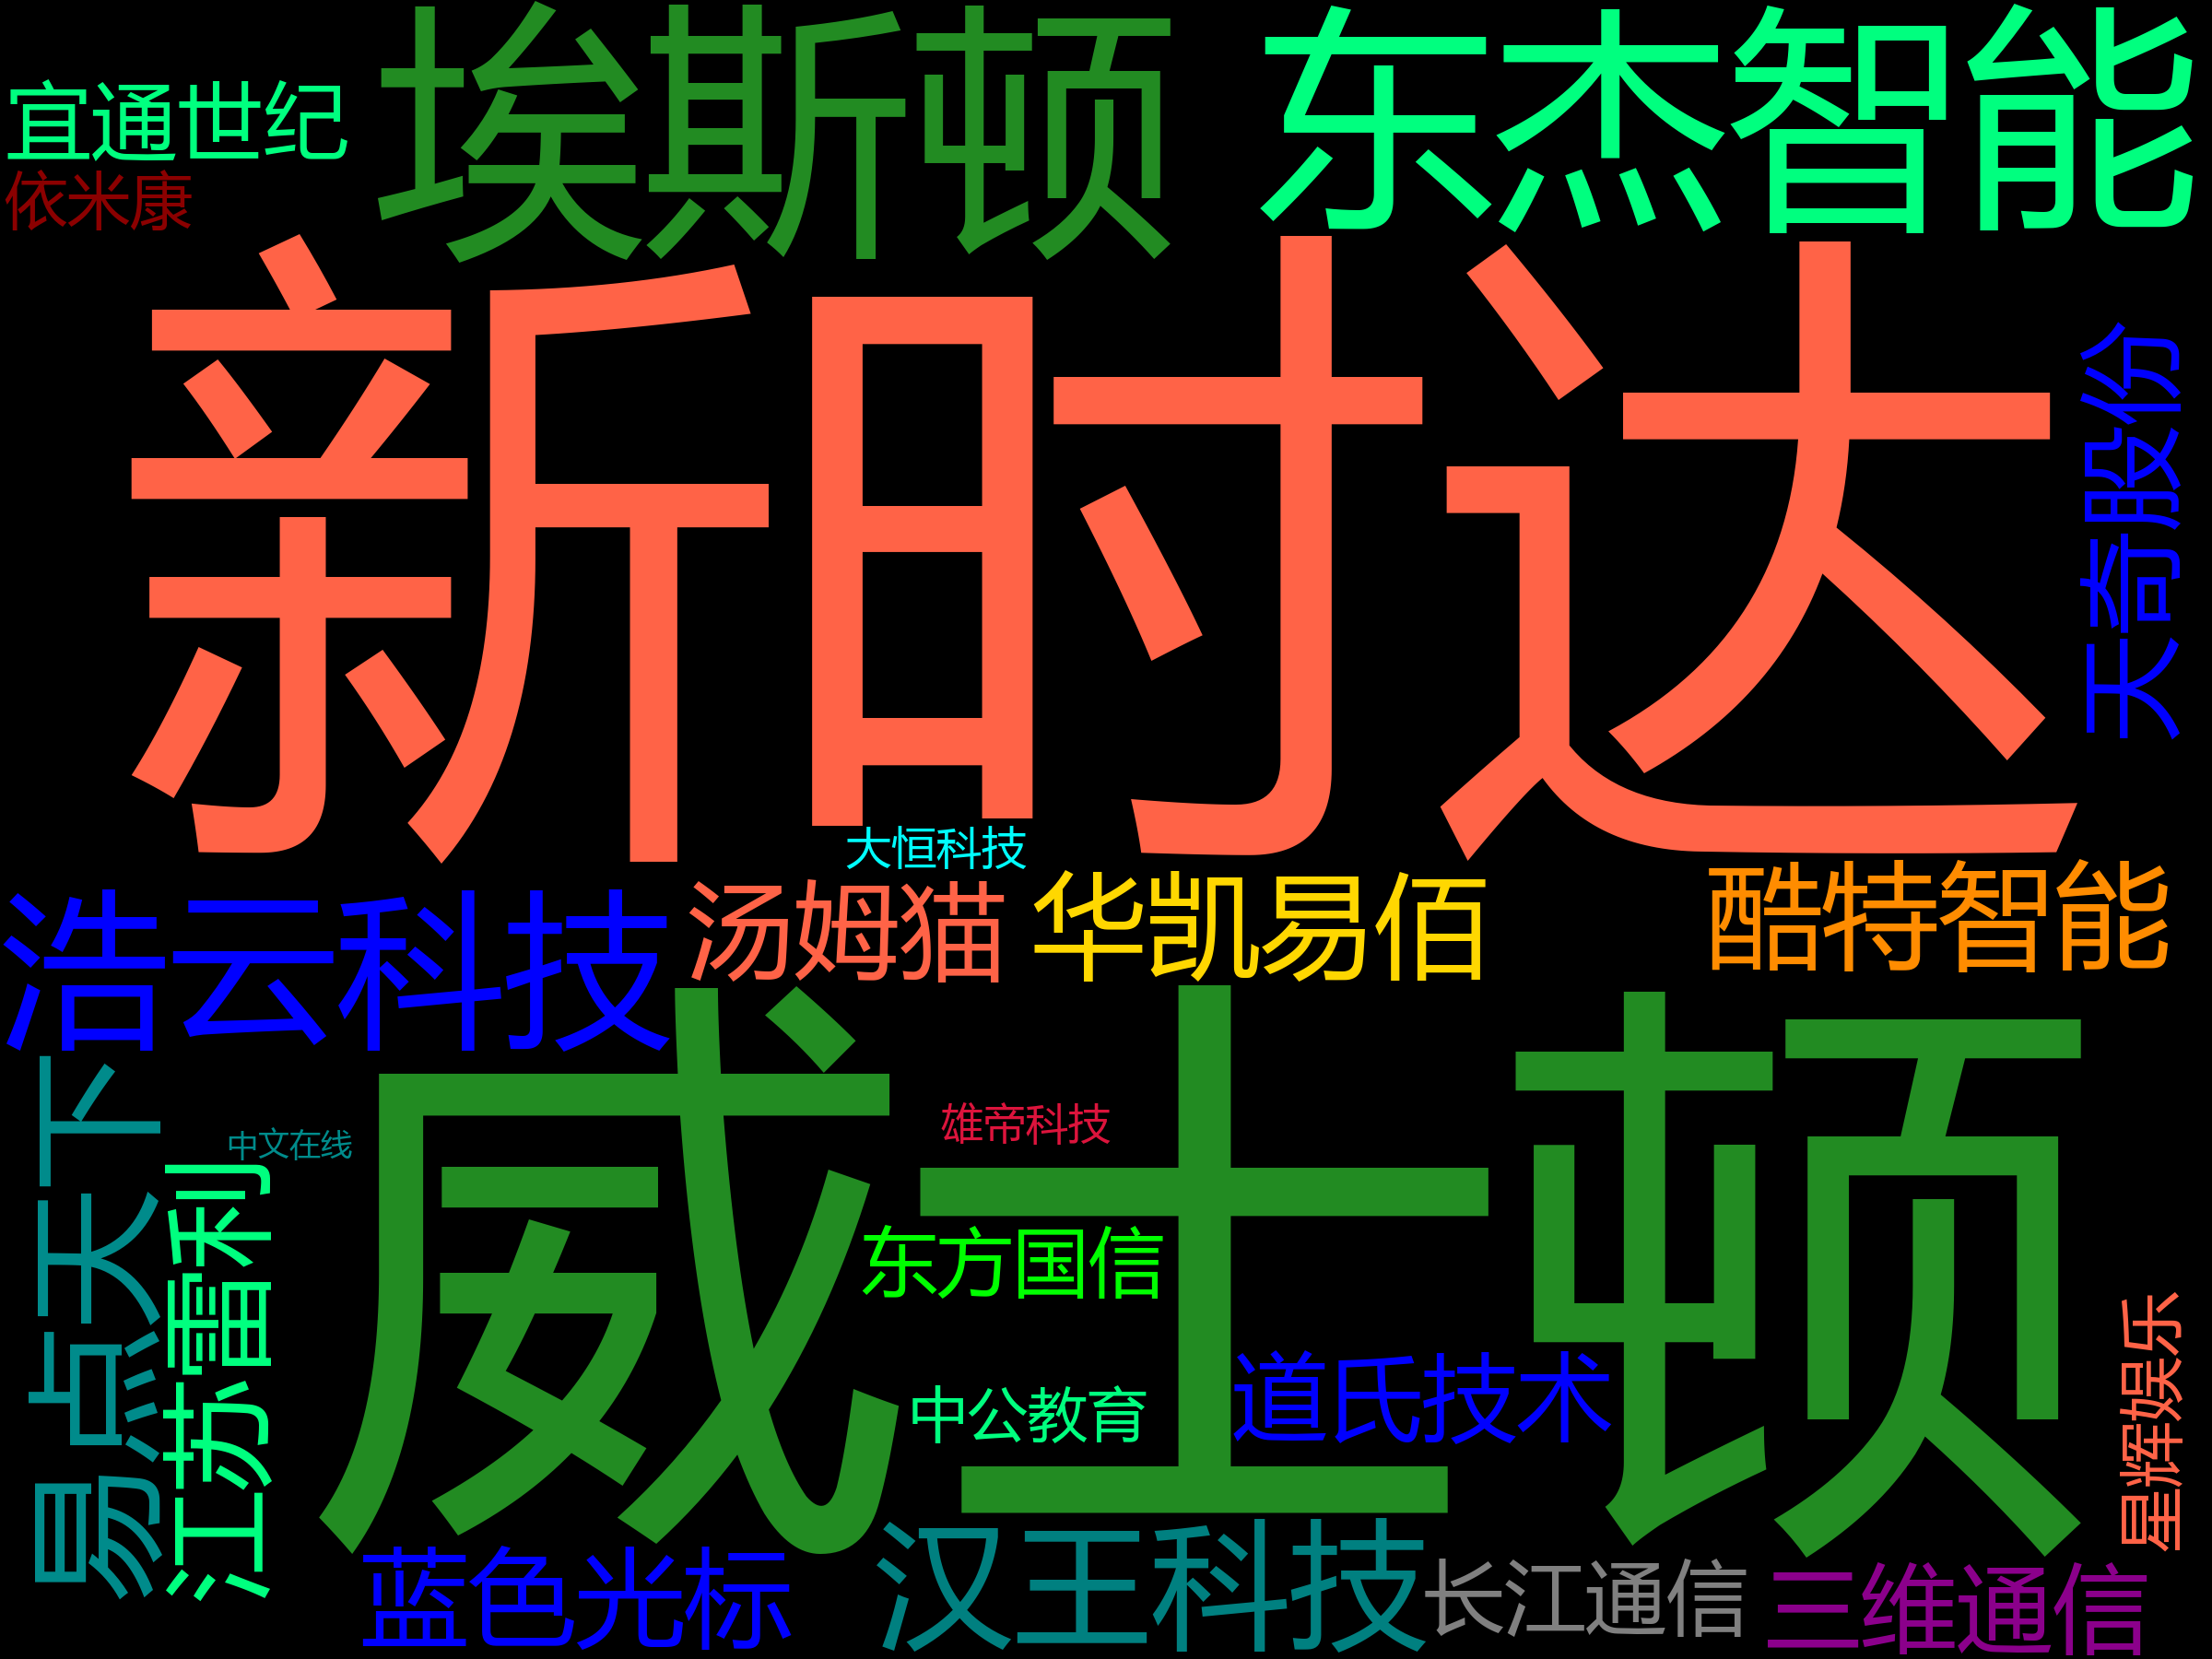 埃斯顿
东杰智能
宜通世纪
依米康
新时达
天奇股份
大恒科技
汤姆猫
华凯易佰
酷特智能
浩云科技
威士顿
雄帝科技
中文在线
易点天下
江苏雷利
东方国信
中公教育
道氏技术
星辉娱乐
蓝色光标
汉王科技
长江通信
三维通信